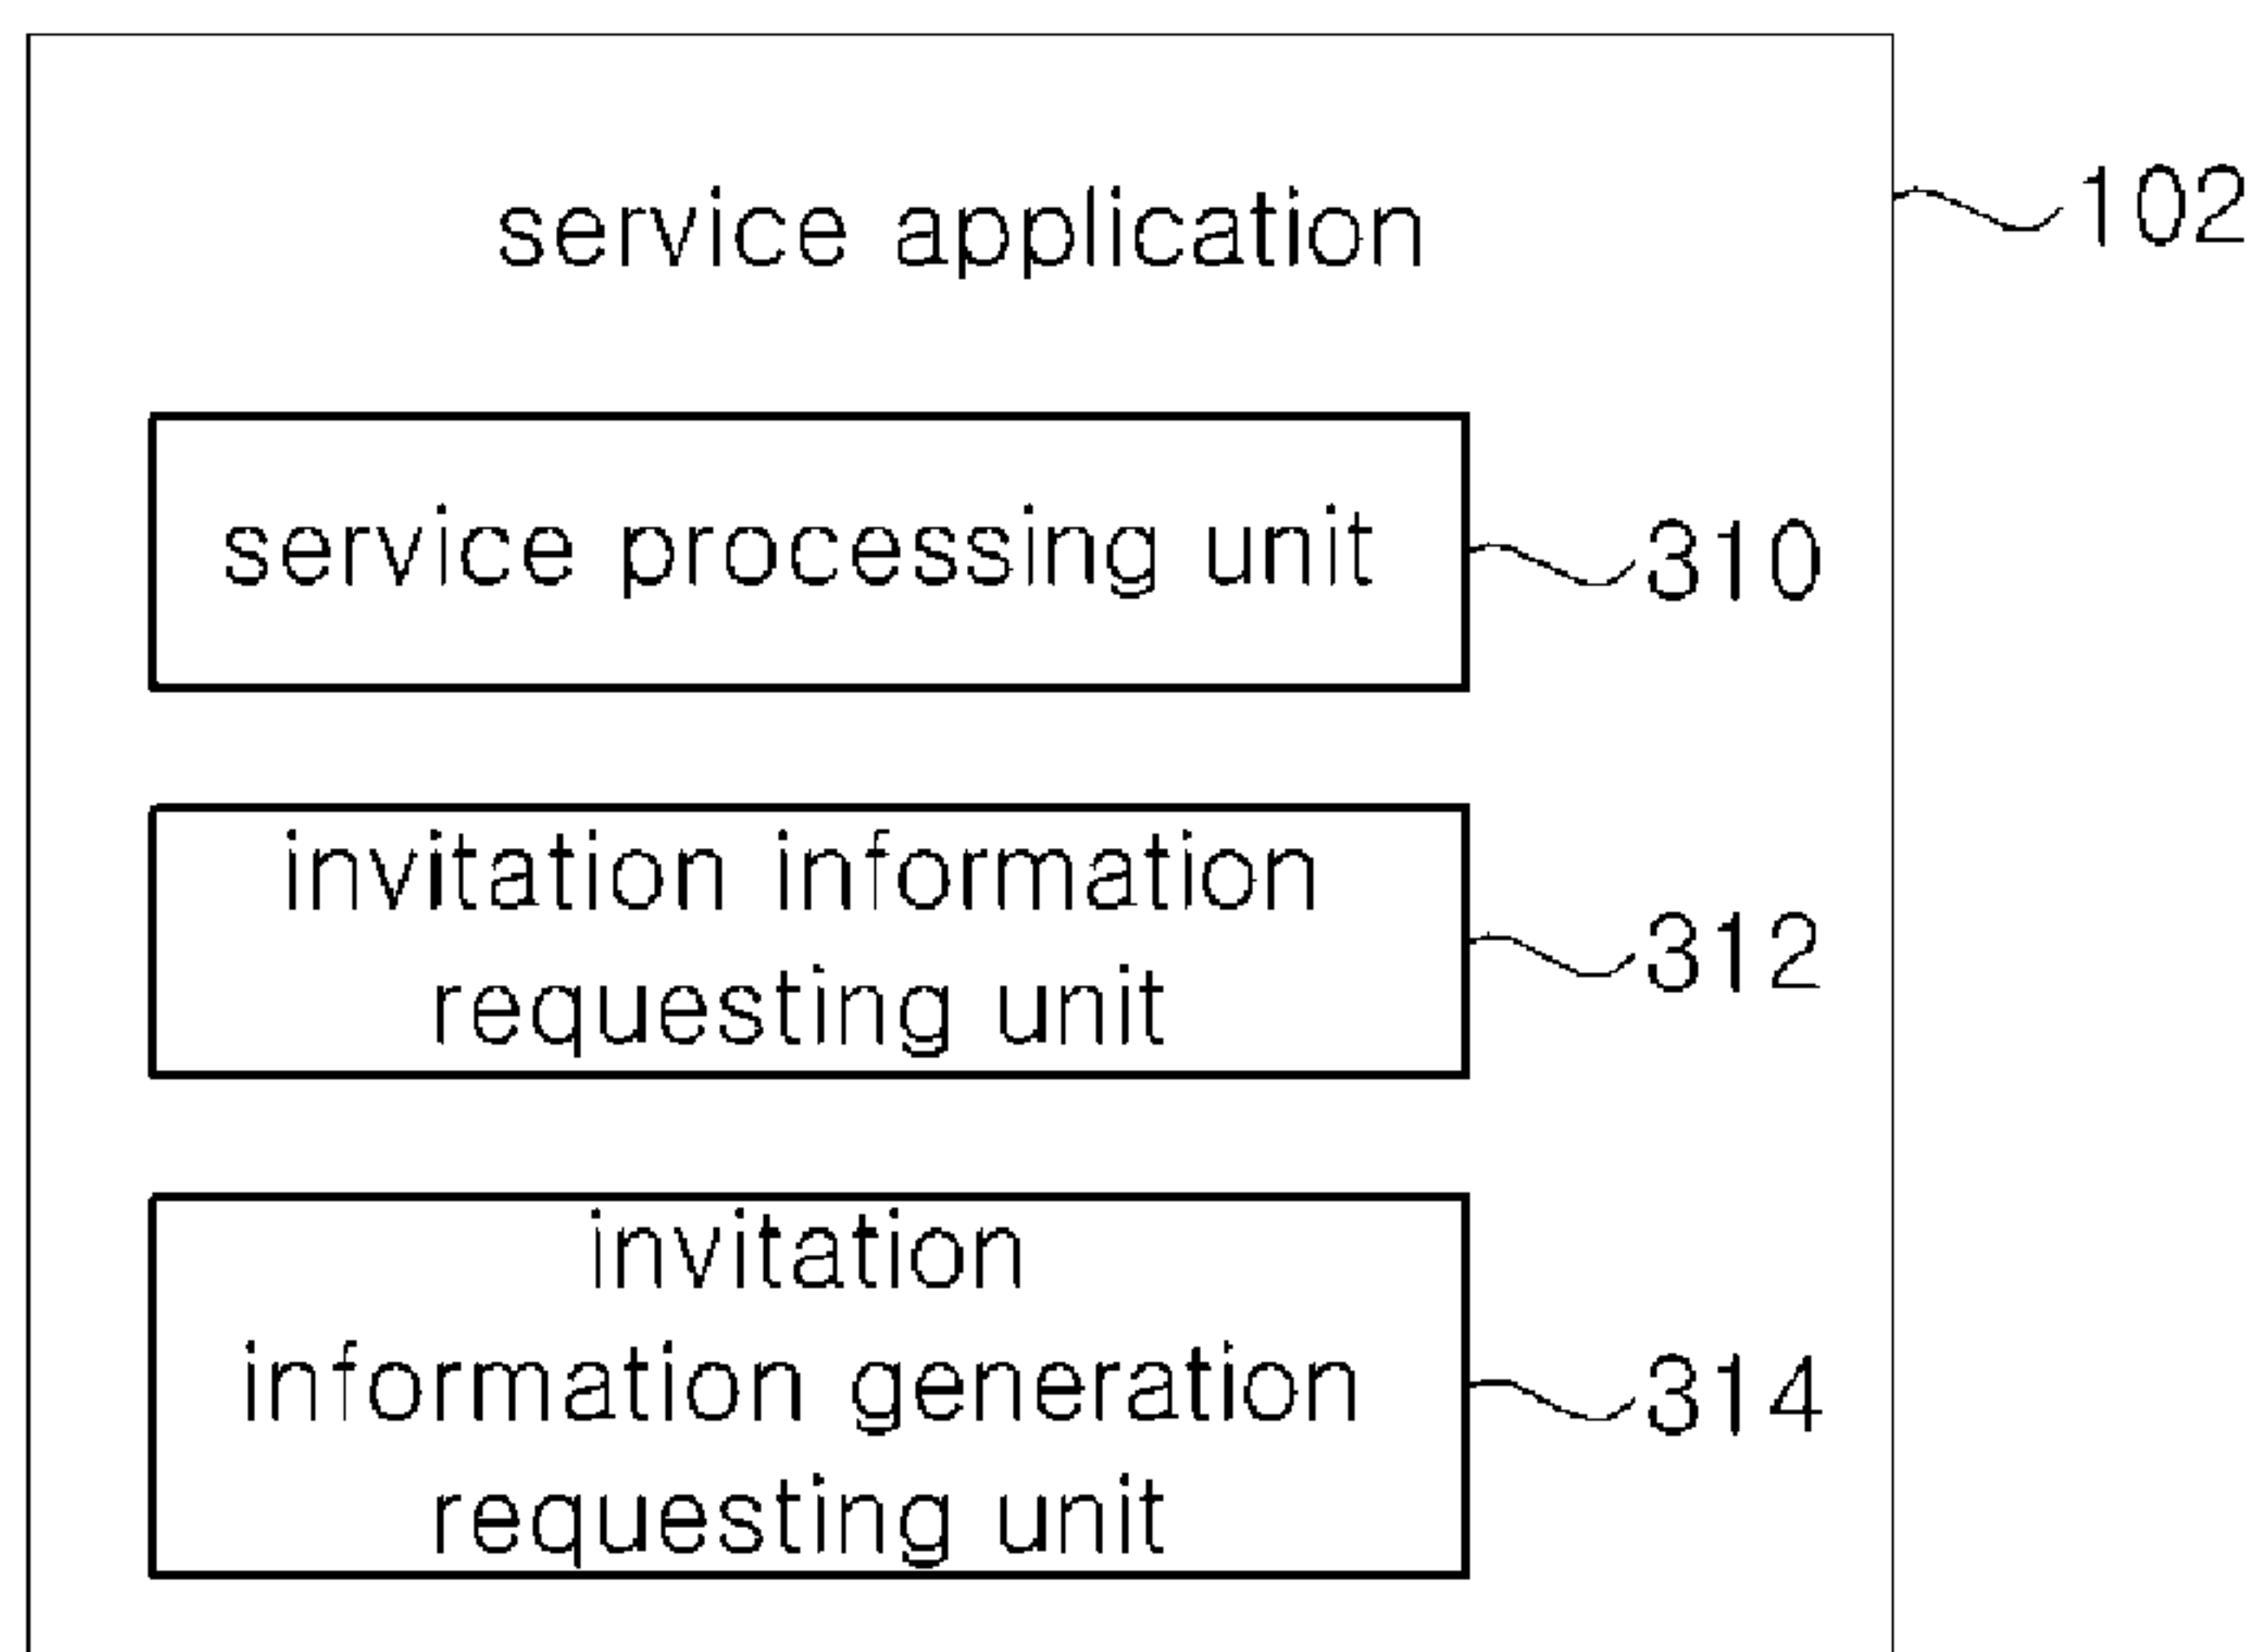 service application
102
service processing unit
310
invitation information
requesting unit
312
invitation
information generation
requesting unit
314